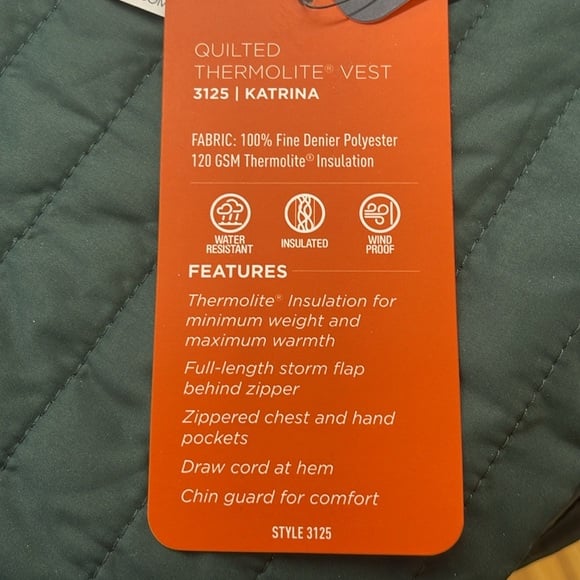 QUILTED
THERMOLITE® VEST
3125 | KATRINA
FABRIC: 100% Fine Denier Polyester
120 GSM Thermolite® Insulation
WATER
RESISTANT
INSULATED
WIND
PROOF
FEATURES
Thermolite® Insulation for
minimum weight and
maximum warmth
Full-length storm flap
behind zipper
Zippered chest and hand
pockets
Draw cord at hem
Chin guard for comfort
STYLE 3125